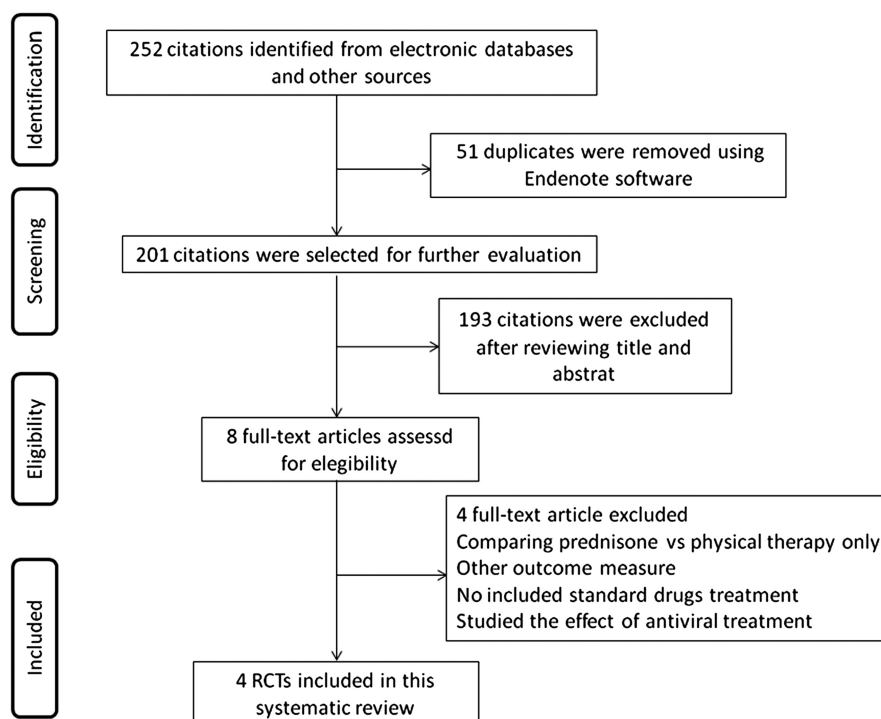 Identification
252 citations identified from electronic databases
and other sources
51 duplicates were removed using
Endenote software
Screening
201 citations were selected for further evaluation
193 citations were excluded
after reviewing title and
abstrat
Eligibility
8 full-text articles assessd
for elegibility
4 full-text article excluded
Comparing prednisone vs physical therapy only
Other outcome measure
No included standard drugs treatment
Studied the effect of antiviral treatment
Included
4 RCTs included in this
systematic review